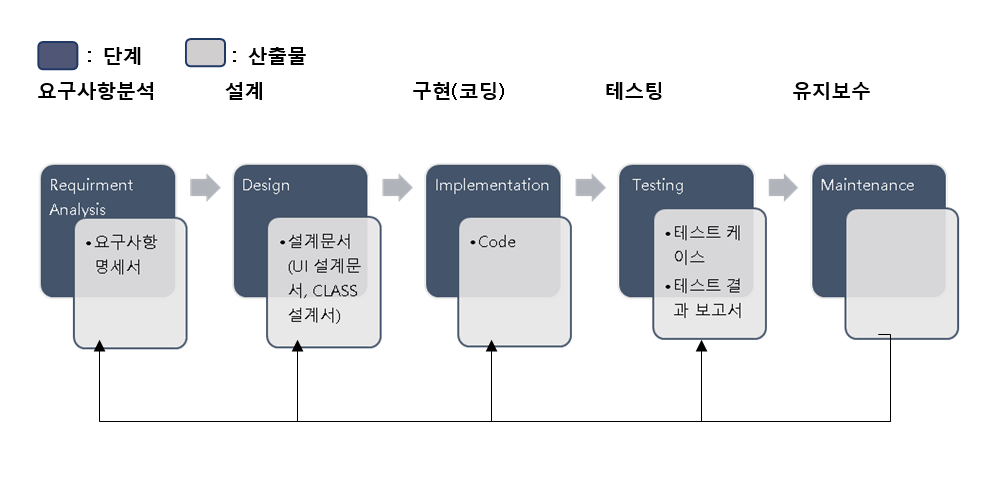 : 단계
: 산출물
요구사항분석
설계
구현(코딩)
테스팅
유지보수
Requirment
Analysis
•요구사항
명세서
Design
•설계문서
(UI 설계문
서, CLASS
설계서)
Implementation
•Code
Testing
•테스트 케
이스
•테스트 결
과 보고서
Maintenance